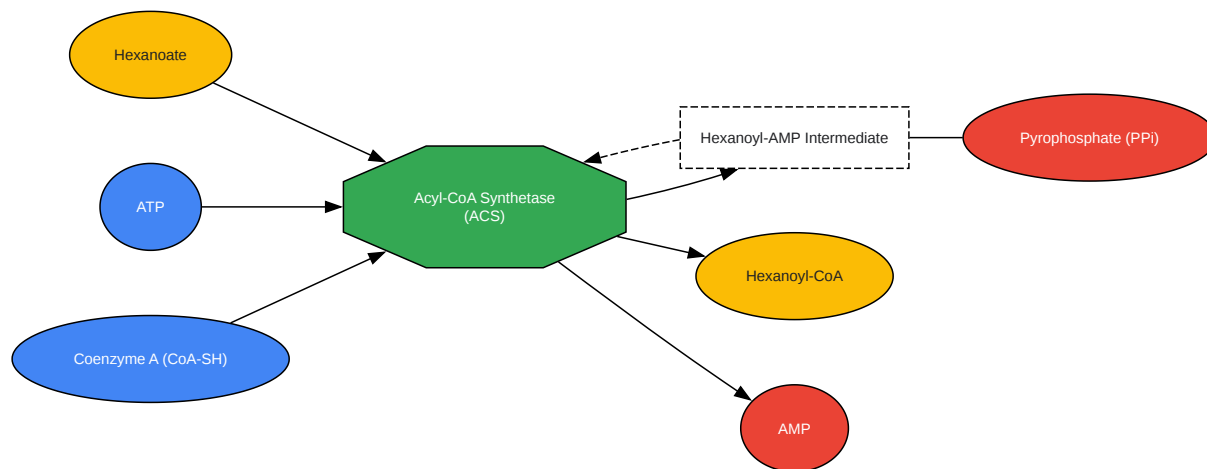 Hexanoate
Hexanoyl-AMP Intermediate
Pyrophosphate (PPi)
Acyl-CoA Synthetase
(ACS)
ATP
Hexanoyl-CoA
Coenzyme A (CoA-SH)
AMP